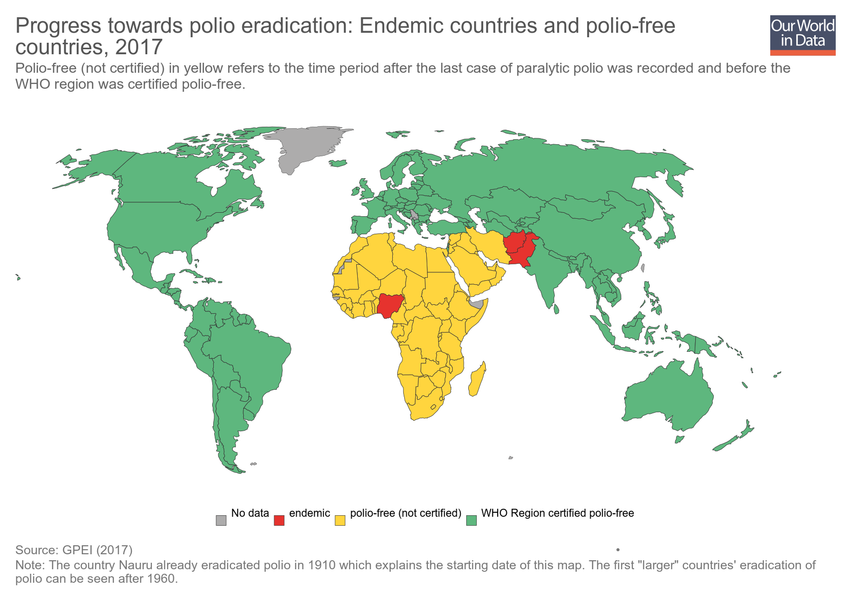 Progress towards polio eradication: Endemic countries and polio-free
countries, 2017
Our World
in Data
Polio-free (not certified) in yellow refers to the time period after the last case of paralytic polio was recorded and before the
WHO region was certified polio-free.
No data endemic polio-free (not certified) WHO Region certified polio-free
Source: GPEI (2017)
Note: The country Nauru already eradicated polio in 1910 which explains the starting date of this map. The first "larger" countries' eradication of
polio can be seen after 1960.